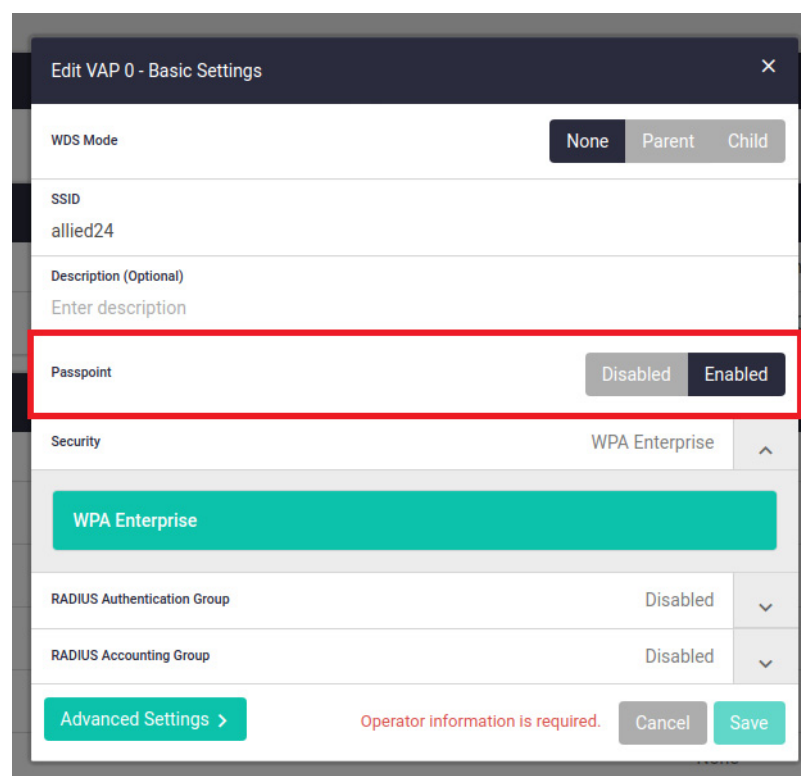 Edit VAP 0 - Basic Settings
WDS Mode None Parent Child
SSID
allied24
Description (Optional)
Enter description
Passpoint Disabled Enabled
Security WPA Enterprise
WPA Enterprise
RADIUS Authentication Group Disabled
RADIUS Accounting Group Disabled
Advanced Settings Operator information is required. Cancel Save